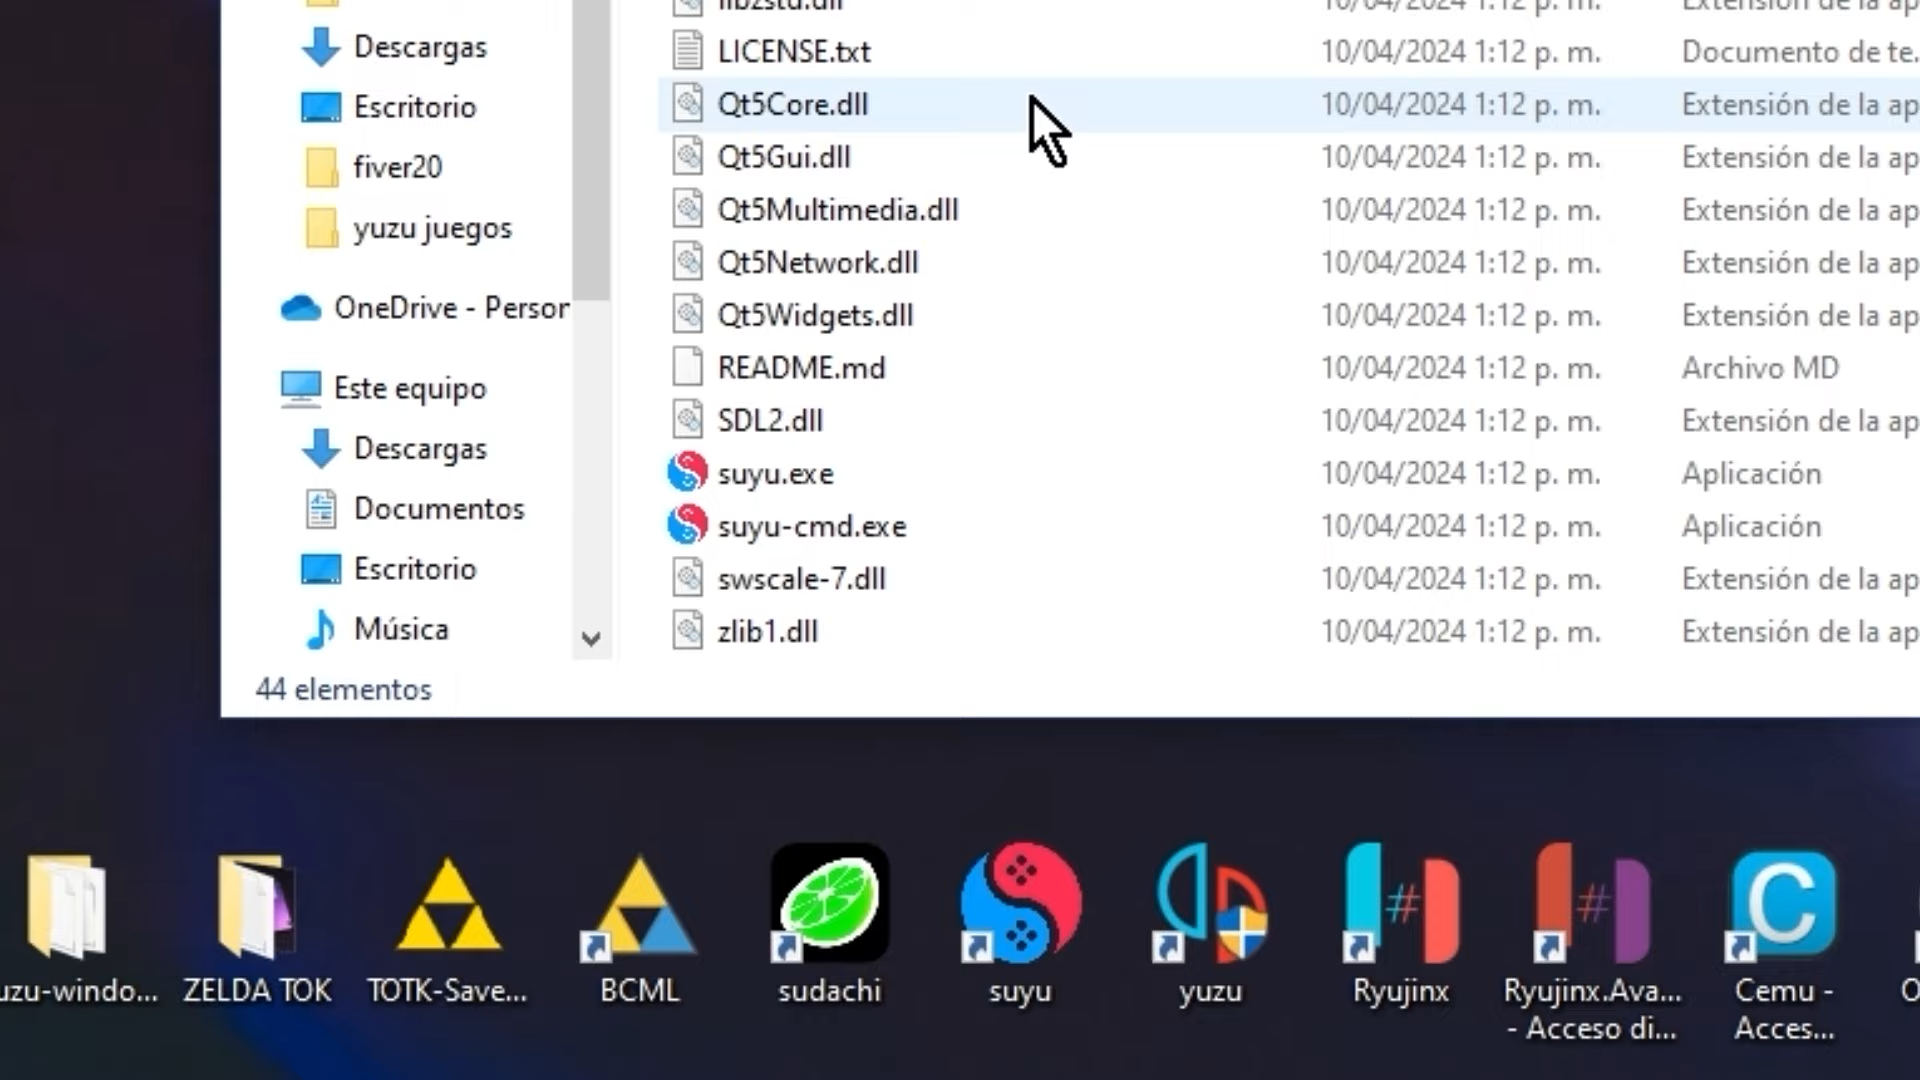 libzstd.dll 10/04/2024 1:12 p. m. Extensión de la ap
Descargas
LICENSE.txt 10/04/2024 1:12 p. m. Documento de te.
Escritorio
Qt5Core.dll 10/04/2024 1:12 p. m. Extensión de la ap
fiver20
Qt5Gui.dll 10/04/2024 1:12 p. m. Extensión de la ap
yuzu juegos
Qt5Multimedia.dll 10/04/2024 1:12 p. m. Extensión de la ap
Qt5Network.dll 10/04/2024 1:12 p. m. Extensión de la ap
OneDrive - Person
Qt5Widgets.dll 10/04/2024 1:12 p. m. Extensión de la ap
Este equipo
README.md 10/04/2024 1:12 p. m. Archivo MD
Descargas
SDL2.dll 10/04/2024 1:12 p. m. Extensión de la ap
Documentos
suyu.exe 10/04/2024 1:12 p. m. Aplicación
suyu-cmd.exe 10/04/2024 1:12 p. m. Aplicación
Escritorio
swscale-7.dll 10/04/2024 1:12 p. m. Extensión de la ap
Música
zlib1.dll 10/04/2024 1:12 p. m. Extensión de la ap
44 elementos
uzu-windo...
ZELDA TOK
TOTK-Save...
BCML
sudachi
suyu
yuzu
Ryujinx
Ryujinx.Ava...
- Acceso di...
Cemu -
Acces...